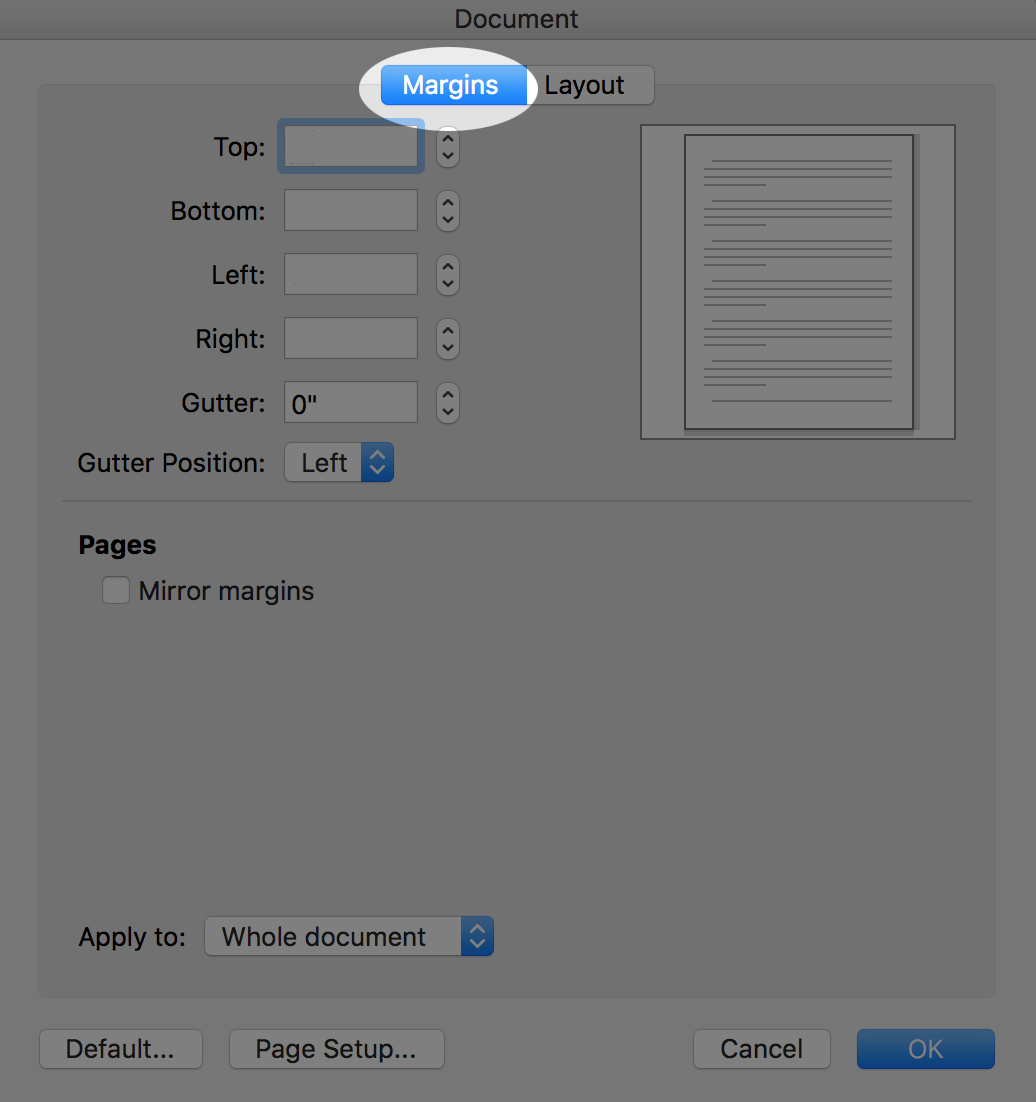 Document
Margins Layout
Top:
Bottom:
Left:
Right:
Gutter: 0"
Gutter Position: Left
Pages
Mirror margins
Apply to: Whole document
Default... Page Setup... Cancel OK